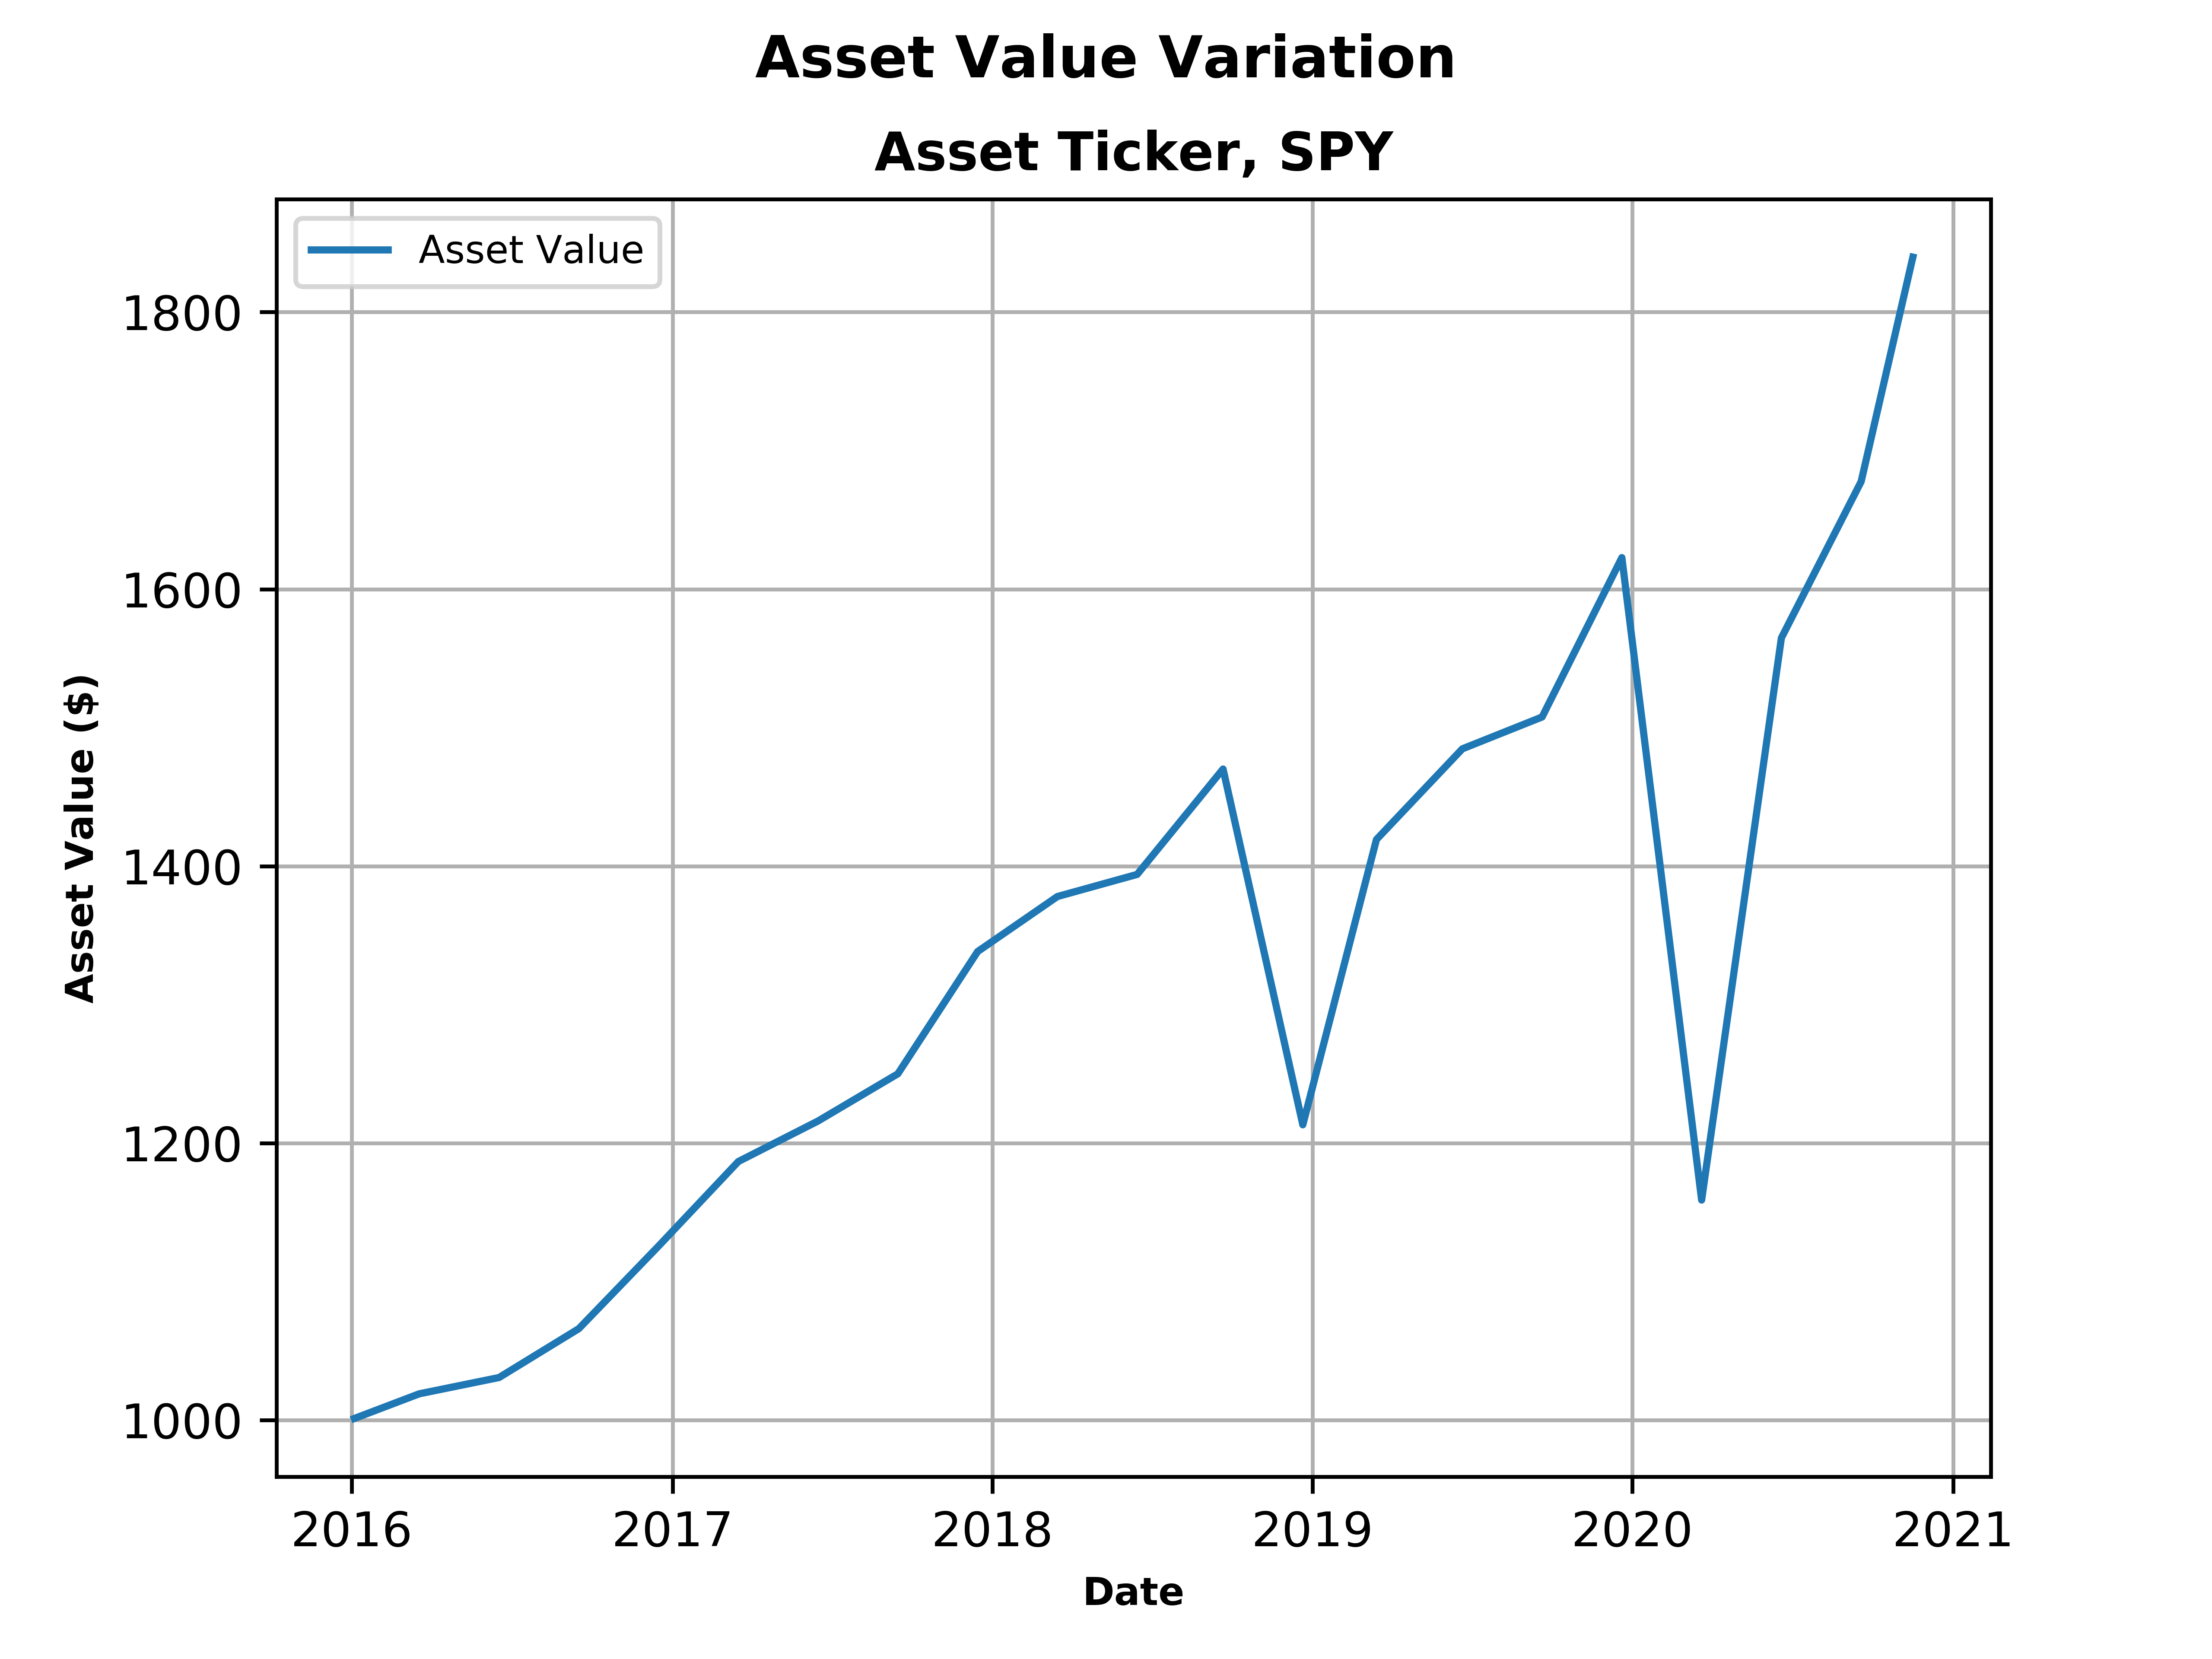 Asset Value Variation
Asset Ticker, SPY
Asset Value
1800
1600
1400
1200
1000
Asset Value ($)
2016 2017 2018 2019 2020 2021
Date